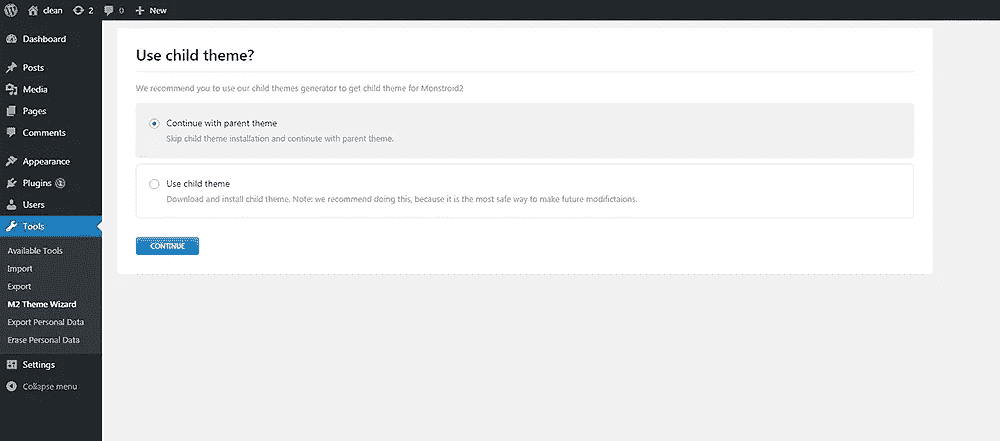 clean 2 0 New
Dashboard
Posts
Media
Pages
Comments
Appearance
Plugins 2
Users
Tools
Available Tools
Import
Export
M2 Theme Wizard
Export Personal Data
Erase Personal Data
Settings
Collapse menu
Use child theme?
We recommend you to use our child themes generator to get child theme for Monstroid2
Continue with parent theme
Skip child theme installation and continute with parent theme.
Use child theme
Download and install child theme. Note: we recommend doing this, because it is the most safe way to make future modifictaions.
CONTINUE